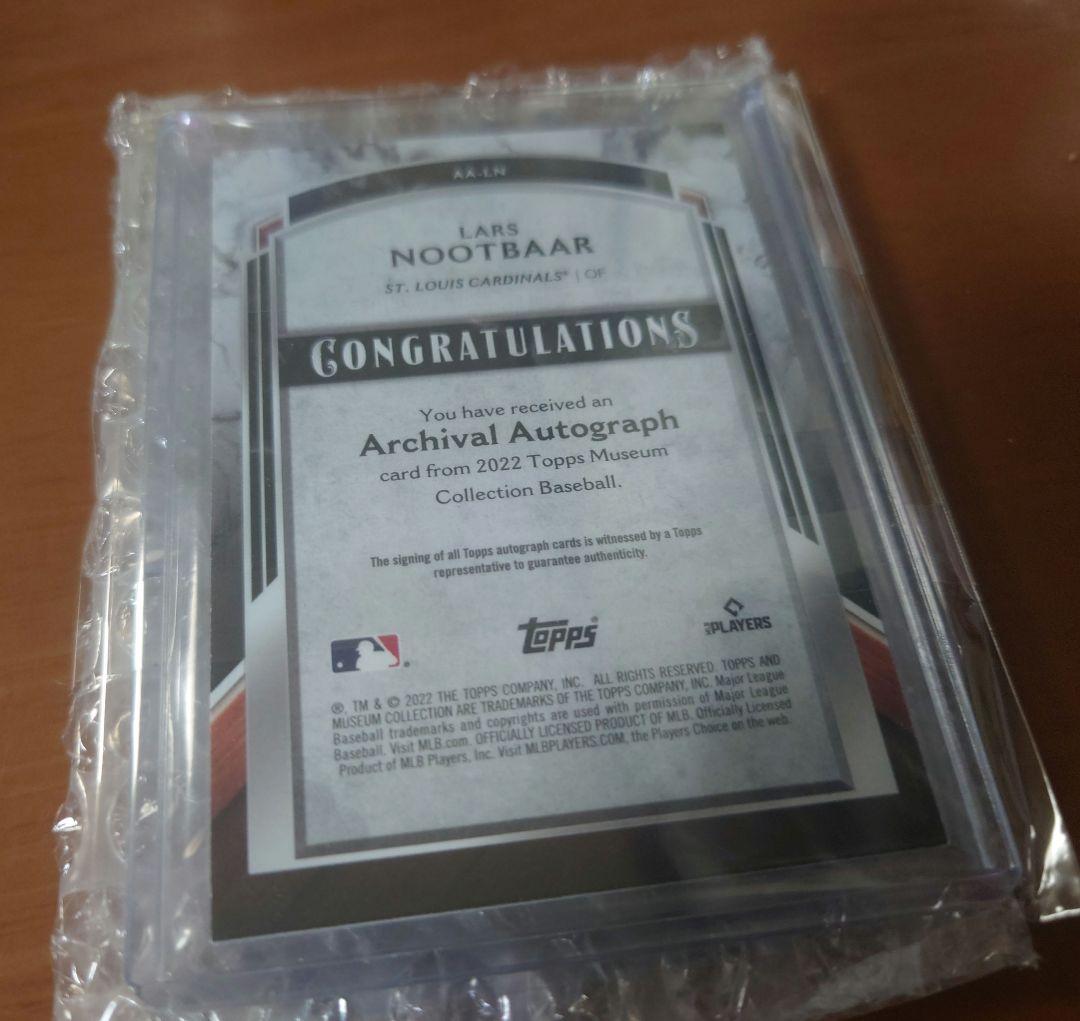 AA-LN
LARS
NOOTBAAR
ST. LOUIS CARDINALS® | OF
CONGRATULATIONS
You have received an
Archival Autograph
card from 2022 Topps Museum
Collection Baseball.
The signing of all Topps autograph cards is witnessed by a Topps
representative to guarantee authenticity.
topps®
MLB PLAYERS
®, TM & © 2022 THE TOPPS COMPANY, INC. ALL RIGHTS RESERVED. TOPPS AND
MUSEUM COLLECTION ARE TRADEMARKS OF THE TOPPS COMPANY, INC. Major League
Baseball trademarks and copyrights are used with permission of Major League
Baseball. Visit MLB.com. OFFICIALLY LICENSED PRODUCT OF MLB. Officially Licensed
Product of MLB Players, Inc. Visit MLBPLAYERS.COM, the Players Choice on the web.